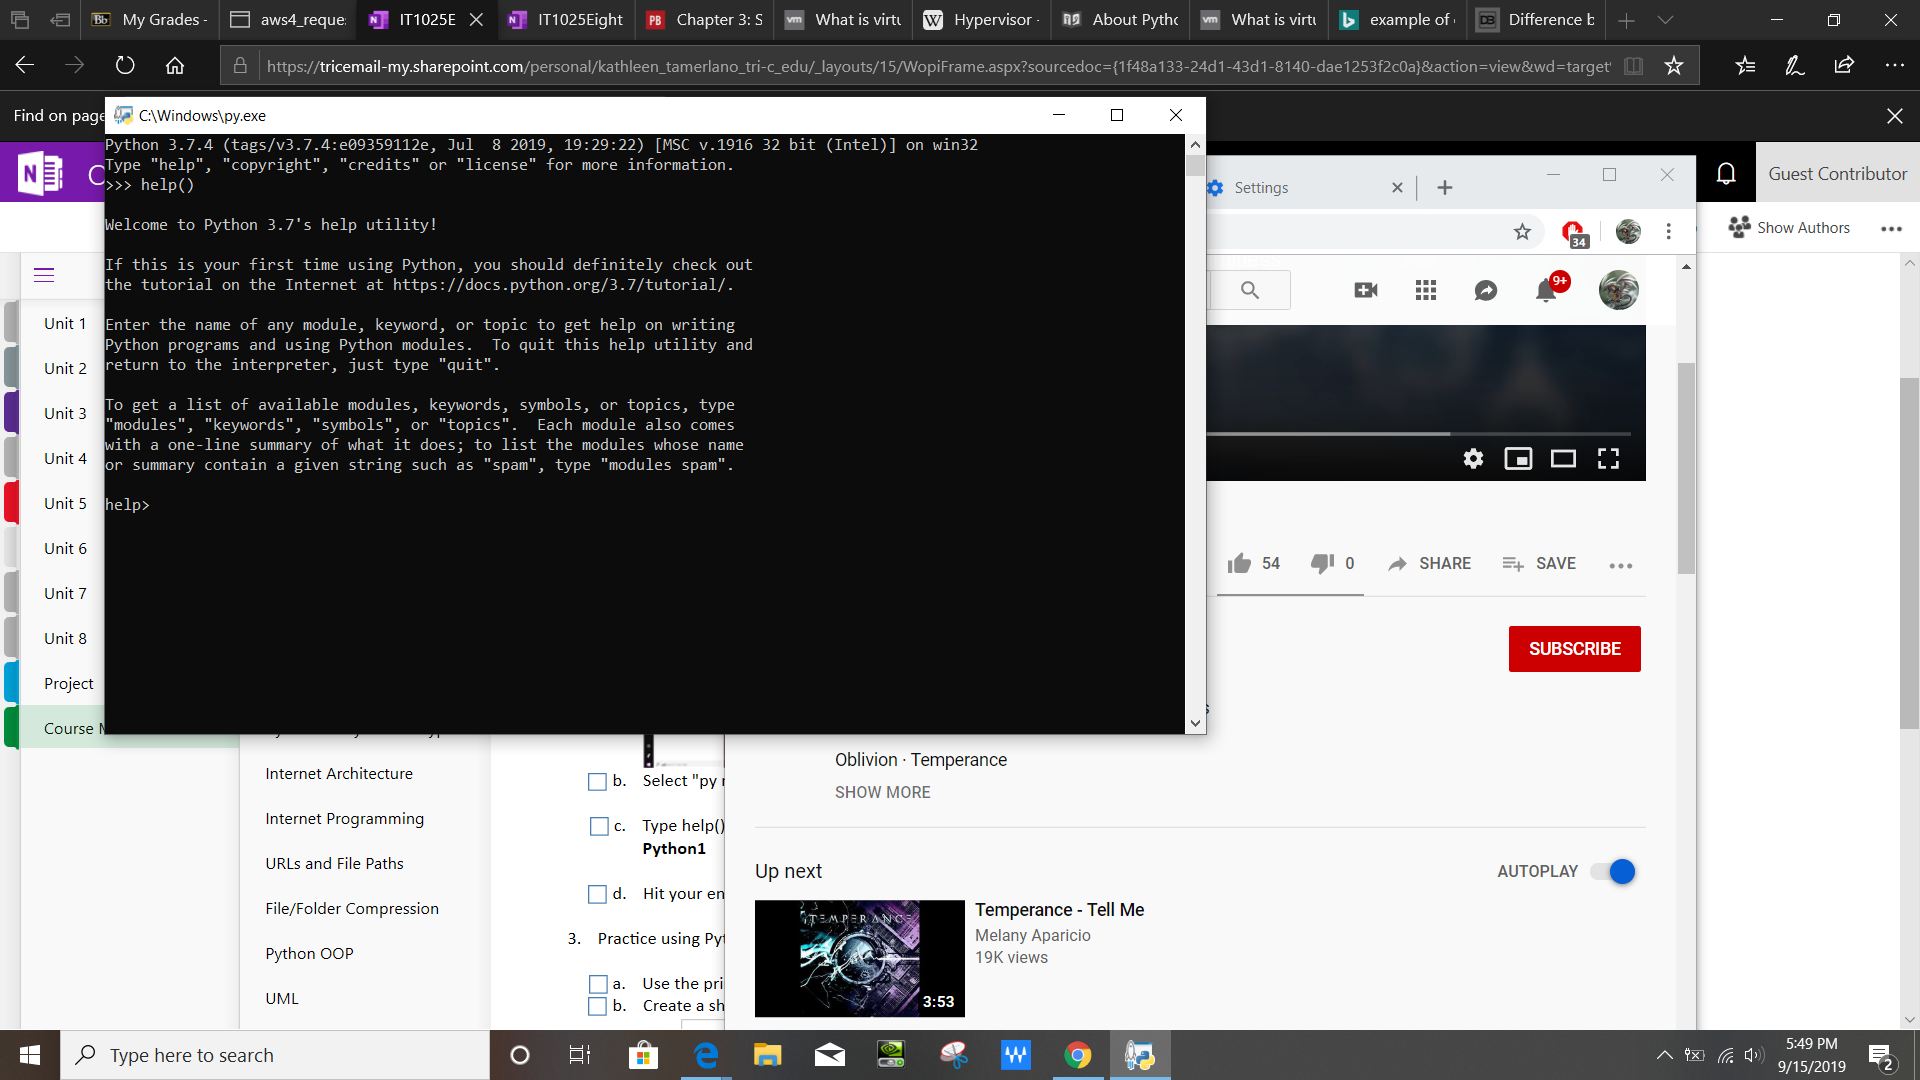 My Grades -
aws4_reque
IT1025E
IT1025Eight
Chapter 3: S
What is virtu
Hypervisor -
About Pytho
What is virtu
example of
Difference b
https://tricemail-my.sharepoint.com/personal/kathleen_tamerlano_tri-c_edu/_layouts/15/WopiFrame.aspx?sourcedoc={1f48a133-24d1-43d1-8140-dae1253f2c0a}&action=view&wd=target
Find on page
C:\Windows\py.exe
Python 3.7.4 (tags/v3.7.4:e09359112e, Jul  8 2019, 19:29:22) [MSC v.1916 32 bit (Intel)] on win32
Type "help", "copyright", "credits" or "license" for more information.
>>> help()
Welcome to Python 3.7's help utility!
If this is your first time using Python, you should definitely check out
the tutorial on the Internet at https://docs.python.org/3.7/tutorial/.
Enter the name of any module, keyword, or topic to get help on writing
Python programs and using Python modules.  To quit this help utility and
return to the interpreter, just type "quit".
To get a list of available modules, keywords, symbols, or topics, type
"modules", "keywords", "symbols", or "topics".  Each module also comes
with a one-line summary of what it does; to list the modules whose name
or summary contain a given string such as "spam", type "modules spam".
help>
Settings
Guest Contributor
34
Show Authors
9+
Unit 1
Unit 2
Unit 3
Unit 4
Unit 5
Unit 6
Unit 7
Unit 8
Project
Course M
Internet Architecture
Internet Programming
URLs and File Paths
File/Folder Compression
Python OOP
UML
b. Select "py
c. Type help()
Python1
d. Hit your en
3. Practice using Pyt
a. Use the pri
b. Create a sh
54
0
SHARE
SAVE
SUBSCRIBE
Oblivion · Temperance
SHOW MORE
Up next
AUTOPLAY
TEMPERANCE
3:53
Temperance - Tell Me
Melany Aparicio
19K views
Type here to search
5:49 PM
9/15/2019
2